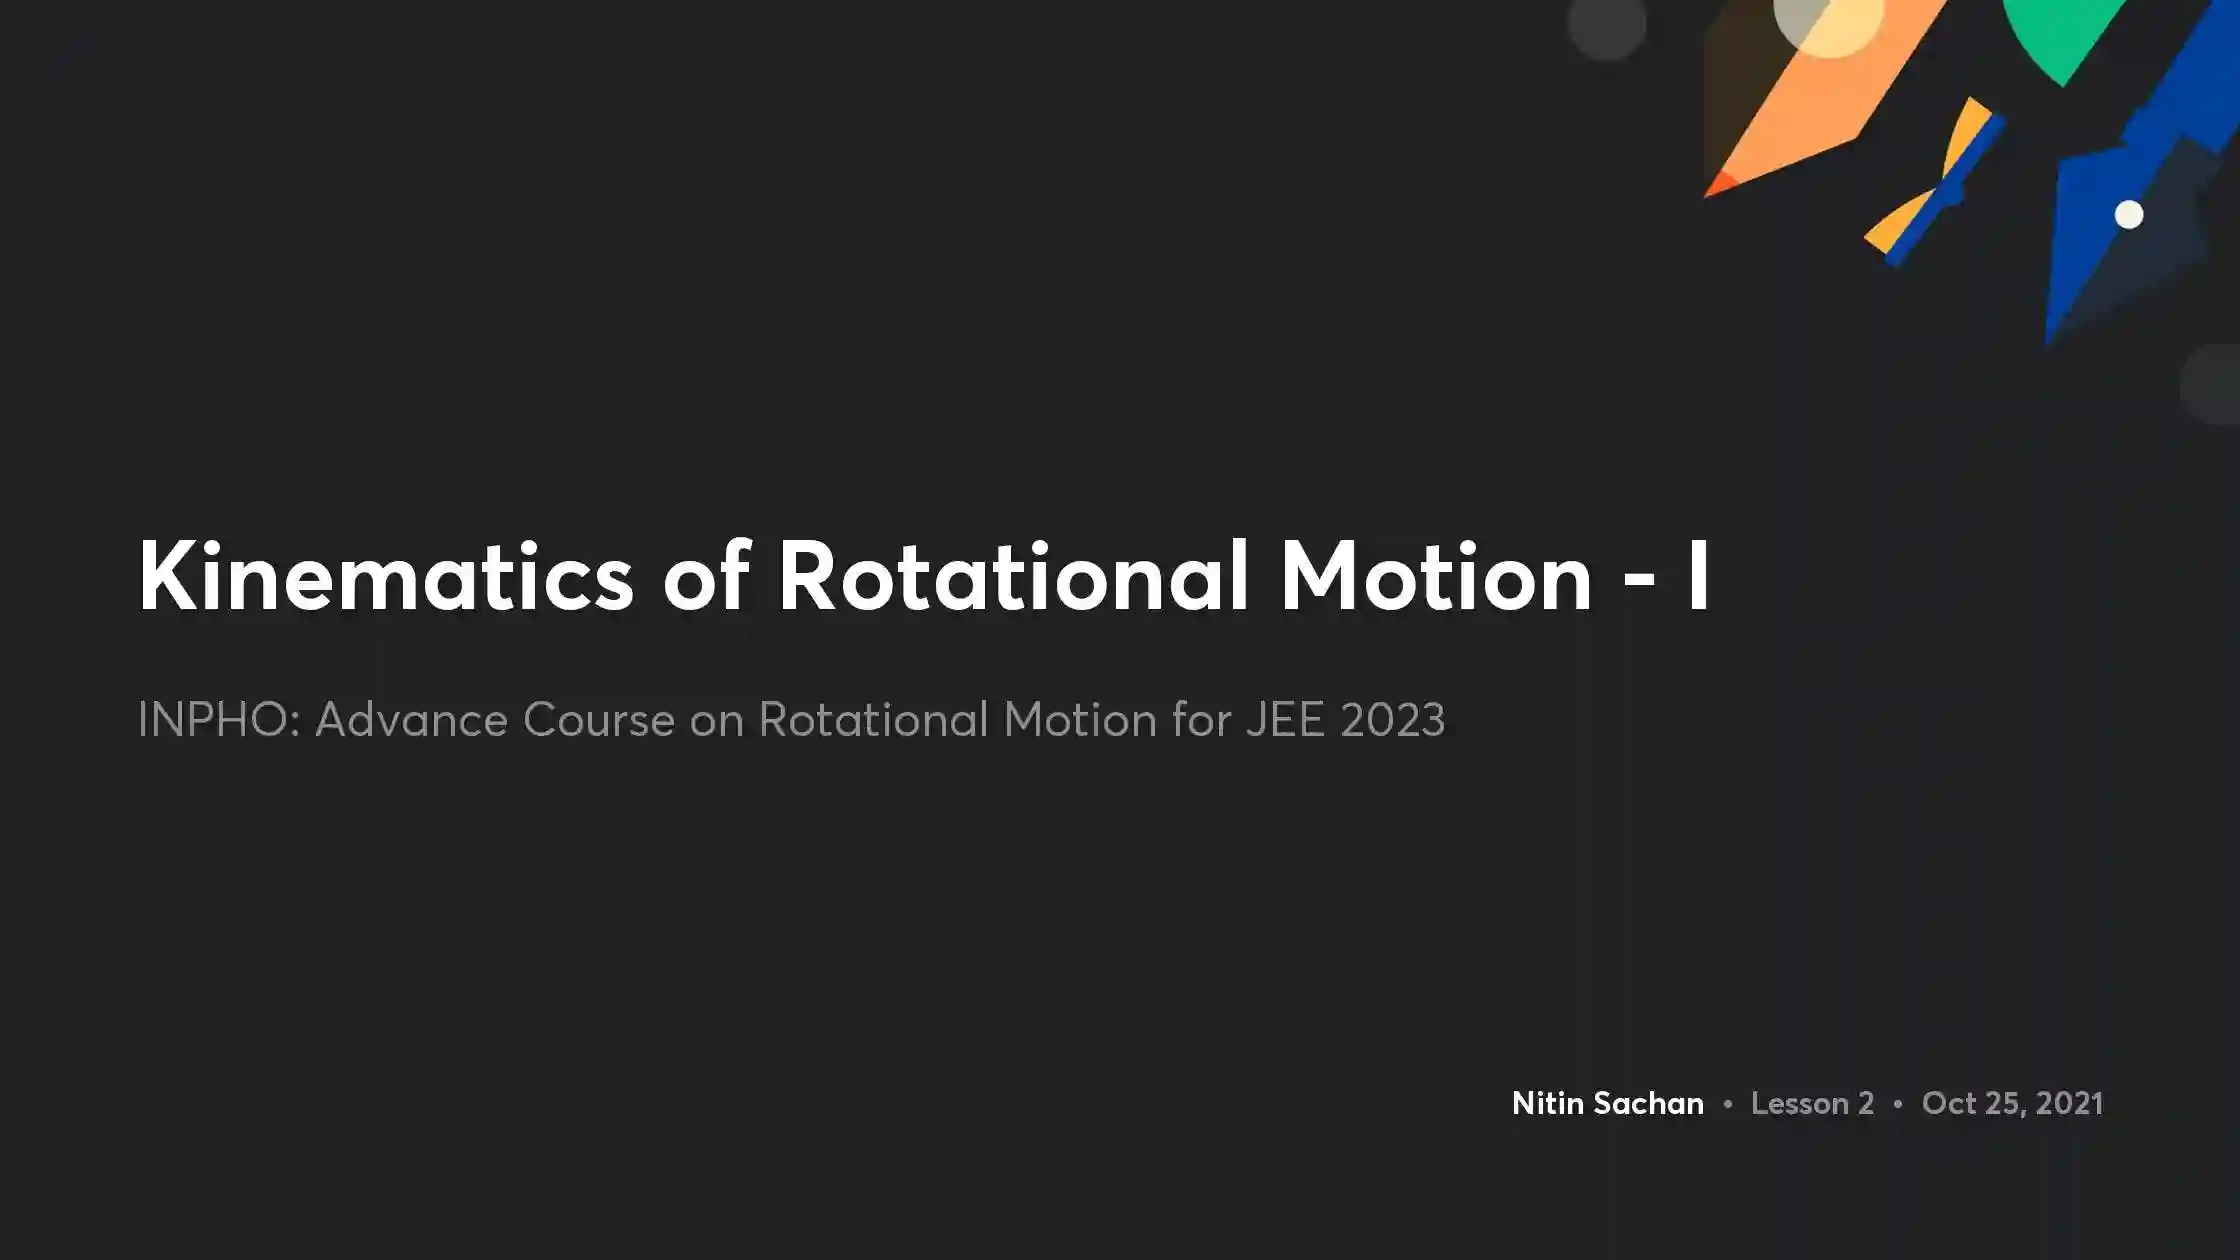 Kinematics of Rotational Motion - I
INPHO: Advance Course on Rotational Motion for JEE 2023
Nitin Sachan • Lesson 2 • Oct 25, 2021